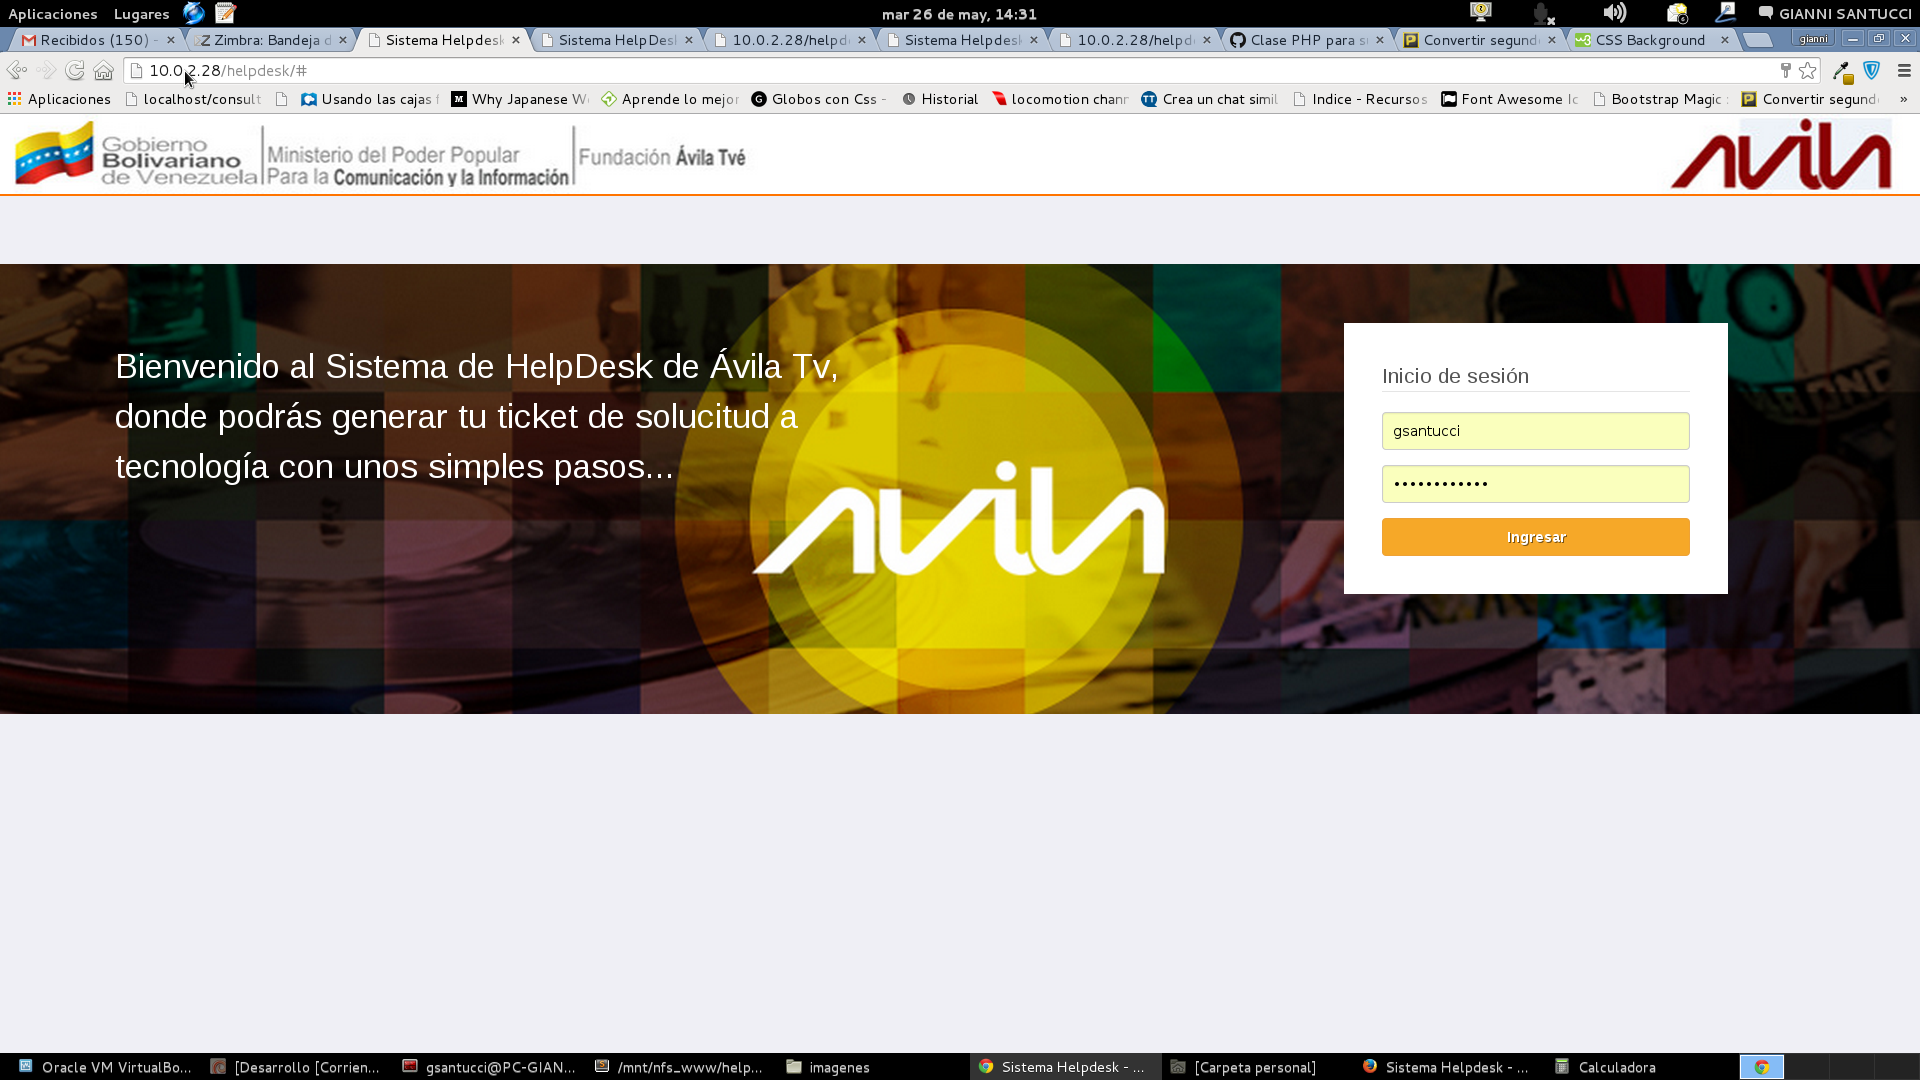 Aplicaciones Lugares mar 26 de may, 14:31 GIANNI SANTUCCI
Recibidos (150) - Zimbra: Bandeja d Sistema Helpdesk Sistema HelpDesk 10.0.2.28/helpd Sistema Helpdesk 10.0.2.28/helpd Clase PHP para s Convertir segund CSS Background gianni
10.0.2.28/helpdesk/#
Aplicaciones localhost/consult Usando las cajas f Why Japanese W Aprende lo mejor Globos con Css - Historial locomotion chann Crea un chat simil Indice - Recursos Font Awesome Ic Bootstrap Magic : Convertir segund »
Gobierno
Bolivariano
de Venezuela
Ministerio del Poder Popular
Para la Comunicación y la Información
Fundación Ávila Tvé
avila
Bienvenido al Sistema de HelpDesk de Ávila Tv,
donde podrás generar tu ticket de solucitud a
tecnología con unos simples pasos...
avila
Inicio de sesión
gsantucci
••••••••••••
Ingresar
Oracle VM VirtualBo... [Desarrollo [Corrien... gsantucci@PC-GIAN... /mnt/nfs_www/help... imagenes Sistema Helpdesk - ... [Carpeta personal] Sistema Helpdesk - ... Calculadora